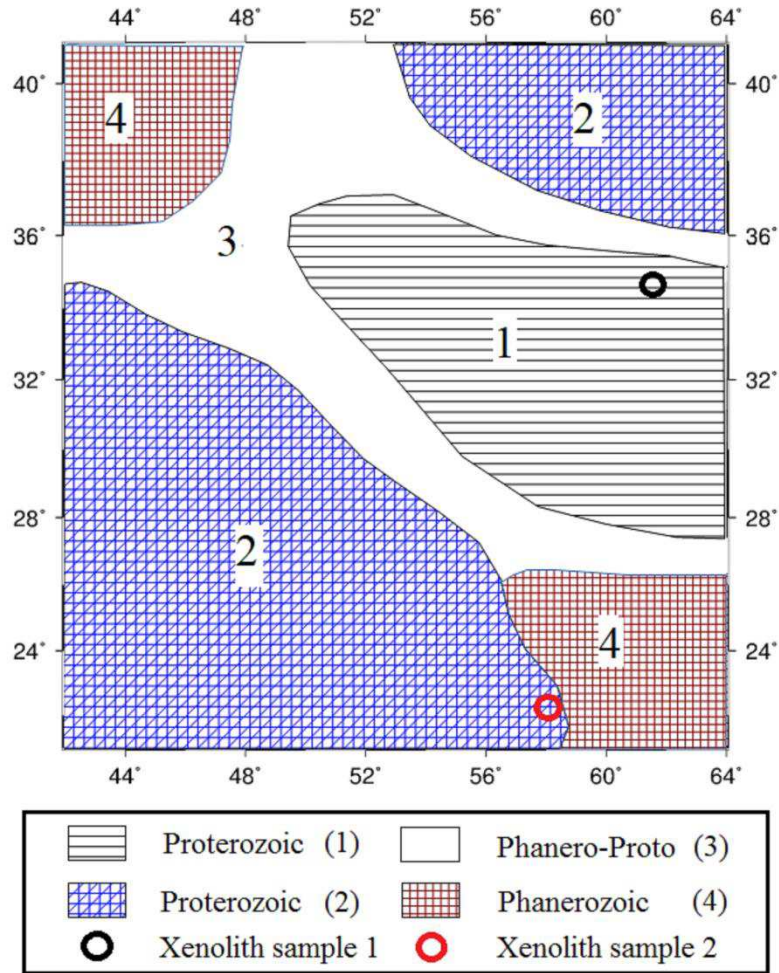 44° 48° 52° 56° 60° 64°
40° 40°
4
2
36° 36°
3
1
32° 32°
28° 28°
2
4
24° 24°
44° 48° 52° 56° 60° 64°
Proterozoic (1) Phanero-Proto (3)
Proterozoic (2) Phanerozoic (4)
Xenolith sample 1 Xenolith sample 2